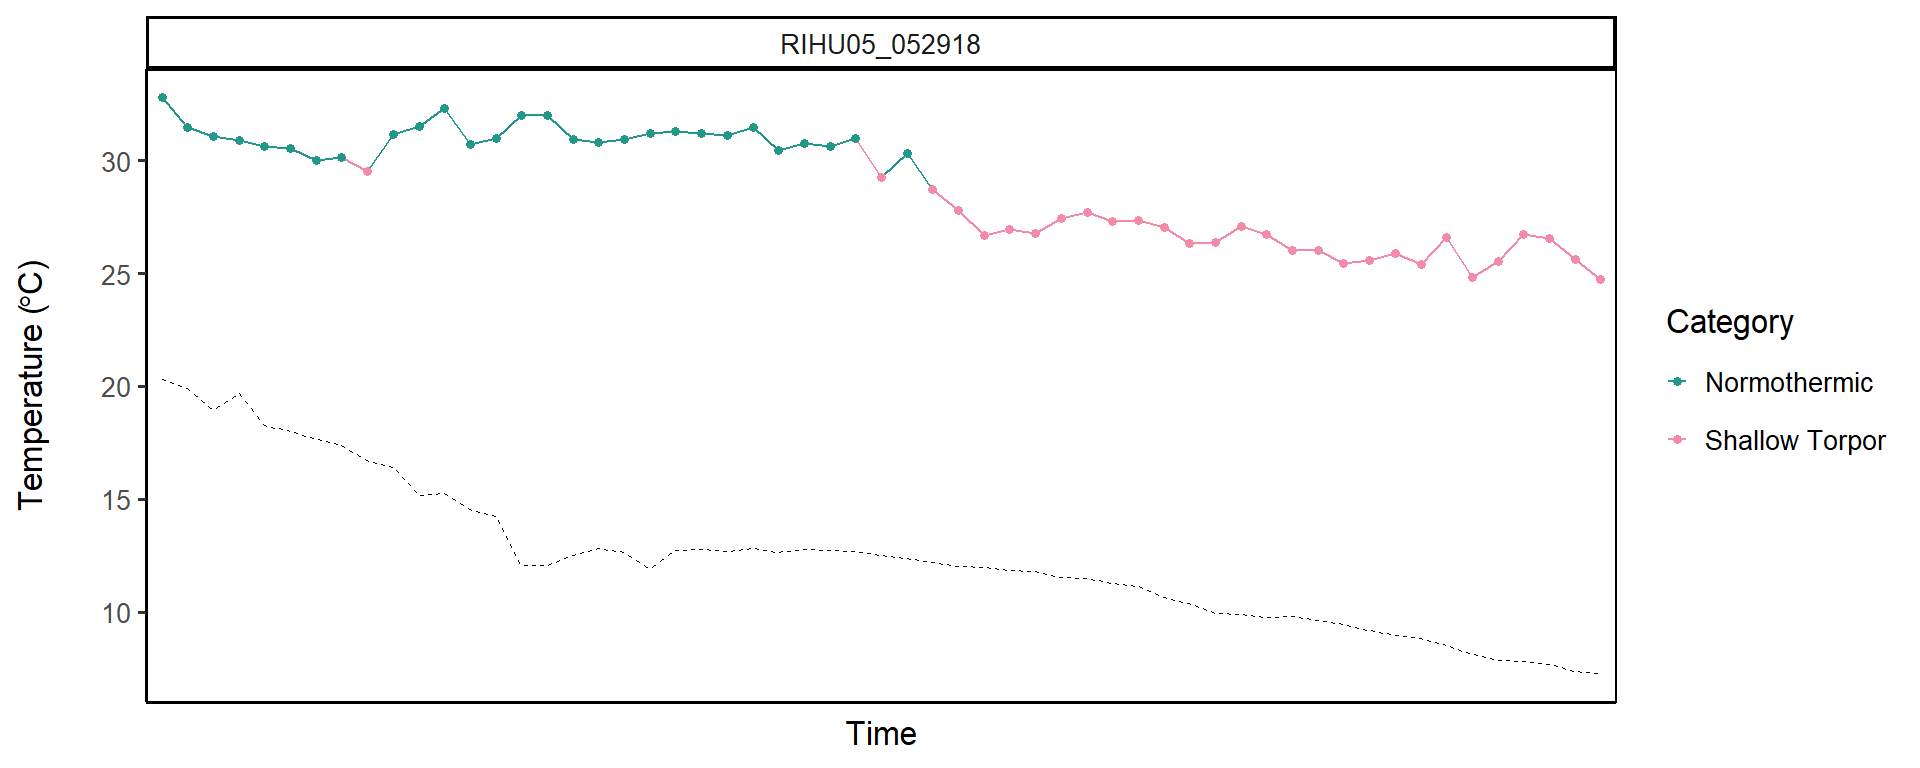 RIHU05_052918
30
25
20
15
10
Temperature (°C)
Time
Category
Normothermic
Shallow Torpor